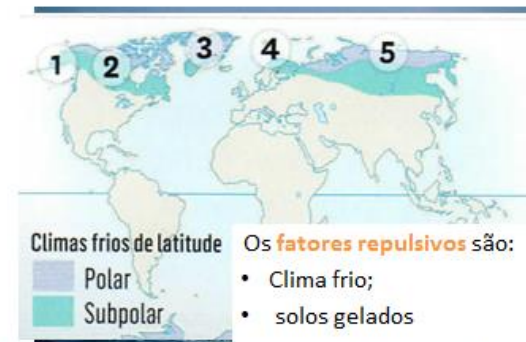 1 2 3 4 5
Climas frios de latitude
Polar
Subpolar
Os fatores repulsivos são:
• Clima frio;
• solos gelados